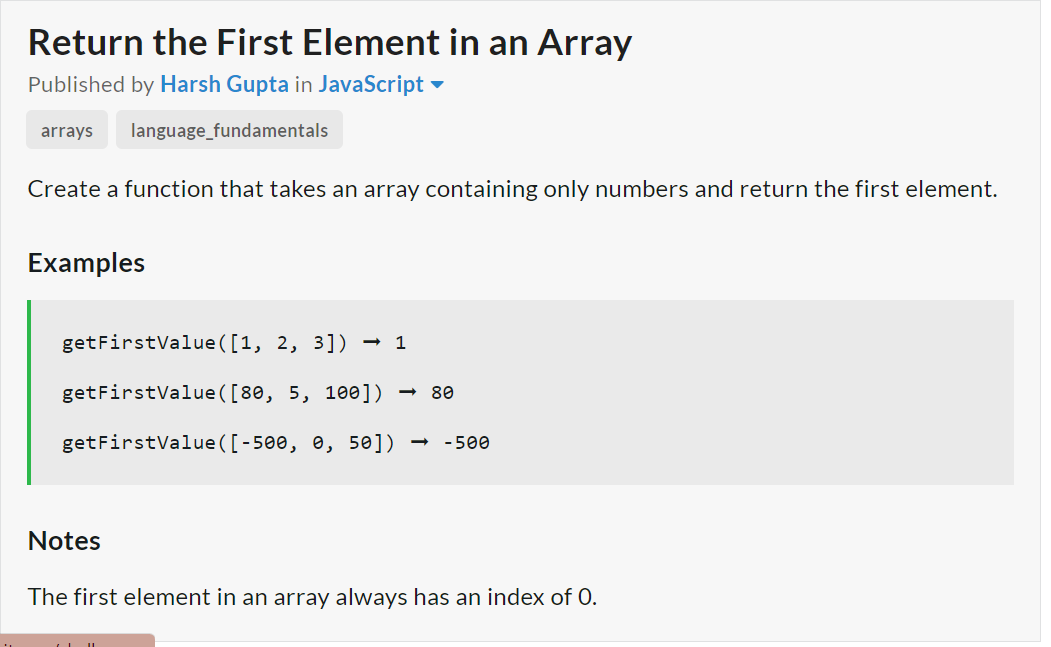 Return the First Element in an Array
Published by Harsh Gupta in JavaScript
arrays language_fundamentals
Create a function that takes an array containing only numbers and return the first element.
Examples
getFirstValue([1, 2, 3]) ➞ 1
getFirstValue([80, 5, 100]) ➞ 80
getFirstValue([-500, 0, 50]) ➞ -500
Notes
The first element in an array always has an index of 0.